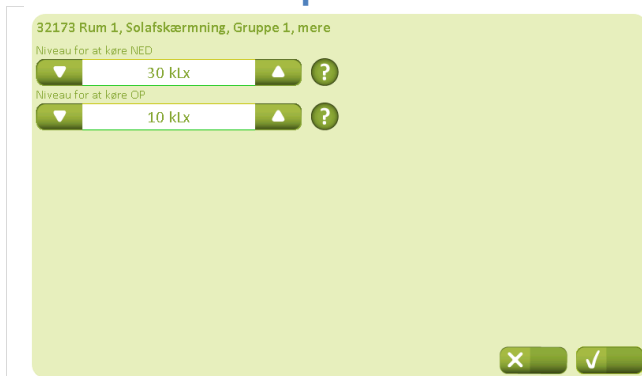 32173 Rum 1, Solafskærmning, Gruppe 1, mere
Niveau for at køre NED
30 kLx
?
Niveau for at køre OP
10 kLx
?